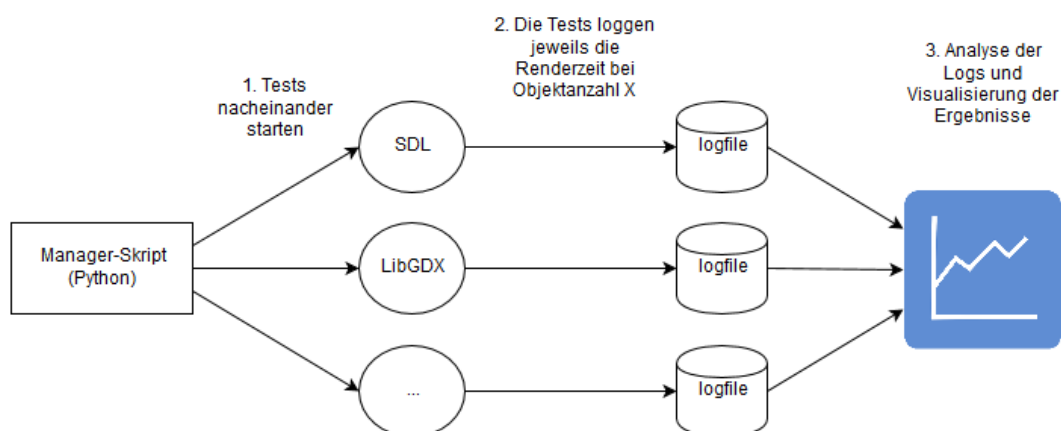 2. Die Tests loggen
jeweils die
Renderzeit bei
Objektanzahl X
3. Analyse der
Logs und
Visualisierung der
Ergebnisse
1. Tests
nacheinander
starten
SDL
logfile
Manager-Skript
(Python)
LibGDX
logfile
...
logfile